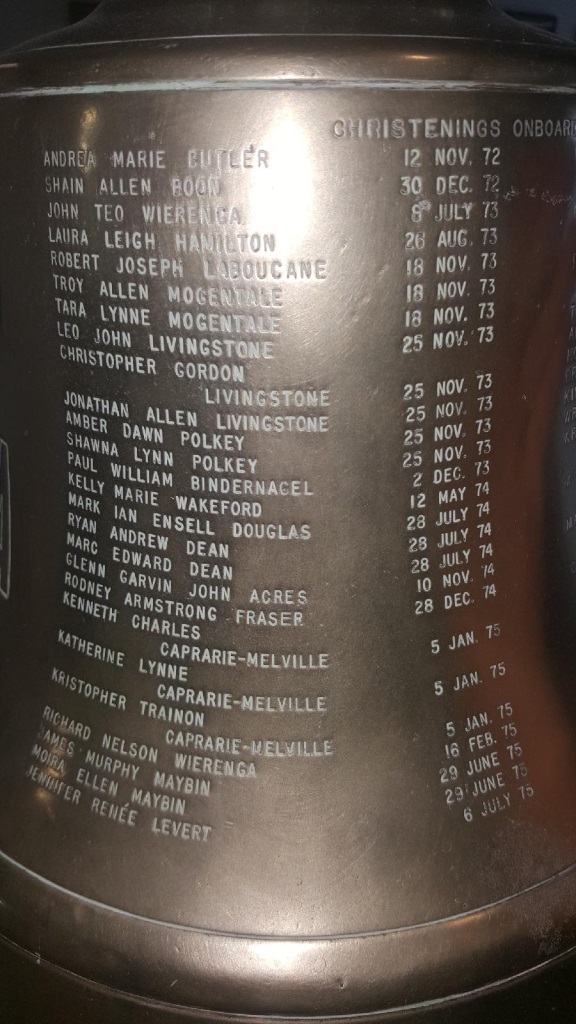 CHRISTENINGS ONBOARD
ANDREA MARIE BUTLER 12 NOV. 72
SHAIN ALLEN BOON 30 DEC. 72
JOHN TEO WIERENGA 8 JULY 73
LAURA LEIGH HAMILTON 26 AUG. 73
ROBERT JOSEPH LABOUCANE 18 NOV. 73
TROY ALLEN MOGENTALE 18 NOV. 73
TARA LYNNE MOGENTALE 18 NOV. 73
LEO JOHN LIVINGSTONE 25 NOV. 73
CHRISTOPHER GORDON
LIVINGSTONE 25 NOV. 73
JONATHAN ALLEN LIVINGSTONE 25 NOV. 73
AMBER DAWN POLKEY 25 NOV. 73
SHAWNA LYNN POLKEY 25 NOV. 73
PAUL WILLIAM BINDERNAGEL 2 DEC. 73
KELLY MARIE WAKEFORD 12 MAY 74
MARK IAN ENSELL DOUGLAS 28 JULY 74
RYAN ANDREW DEAN 28 JULY 74
MARC EDWARD DEAN 28 JULY 74
GLENN GARVIN JOHN ACRES 10 NOV. 74
RODNEY ARMSTRONG FRASER 28 DEC. 74
KENNETH CHARLES
CAPRARIE-MELVILLE 5 JAN. 75
KATHERINE LYNNE
CAPRARIE-MELVILLE 5 JAN. 75
KRISTOPHER TRAINON
CAPRARIE-MELVILLE 5 JAN. 75
RICHARD NELSON WIERENGA 16 FEB. 75
JAMES MURPHY MAYBIN 29 JUNE 75
MOIRA ELLEN MAYBIN 29 JUNE 75
JENNIFER RENÉE LEVERT 6 JULY 75